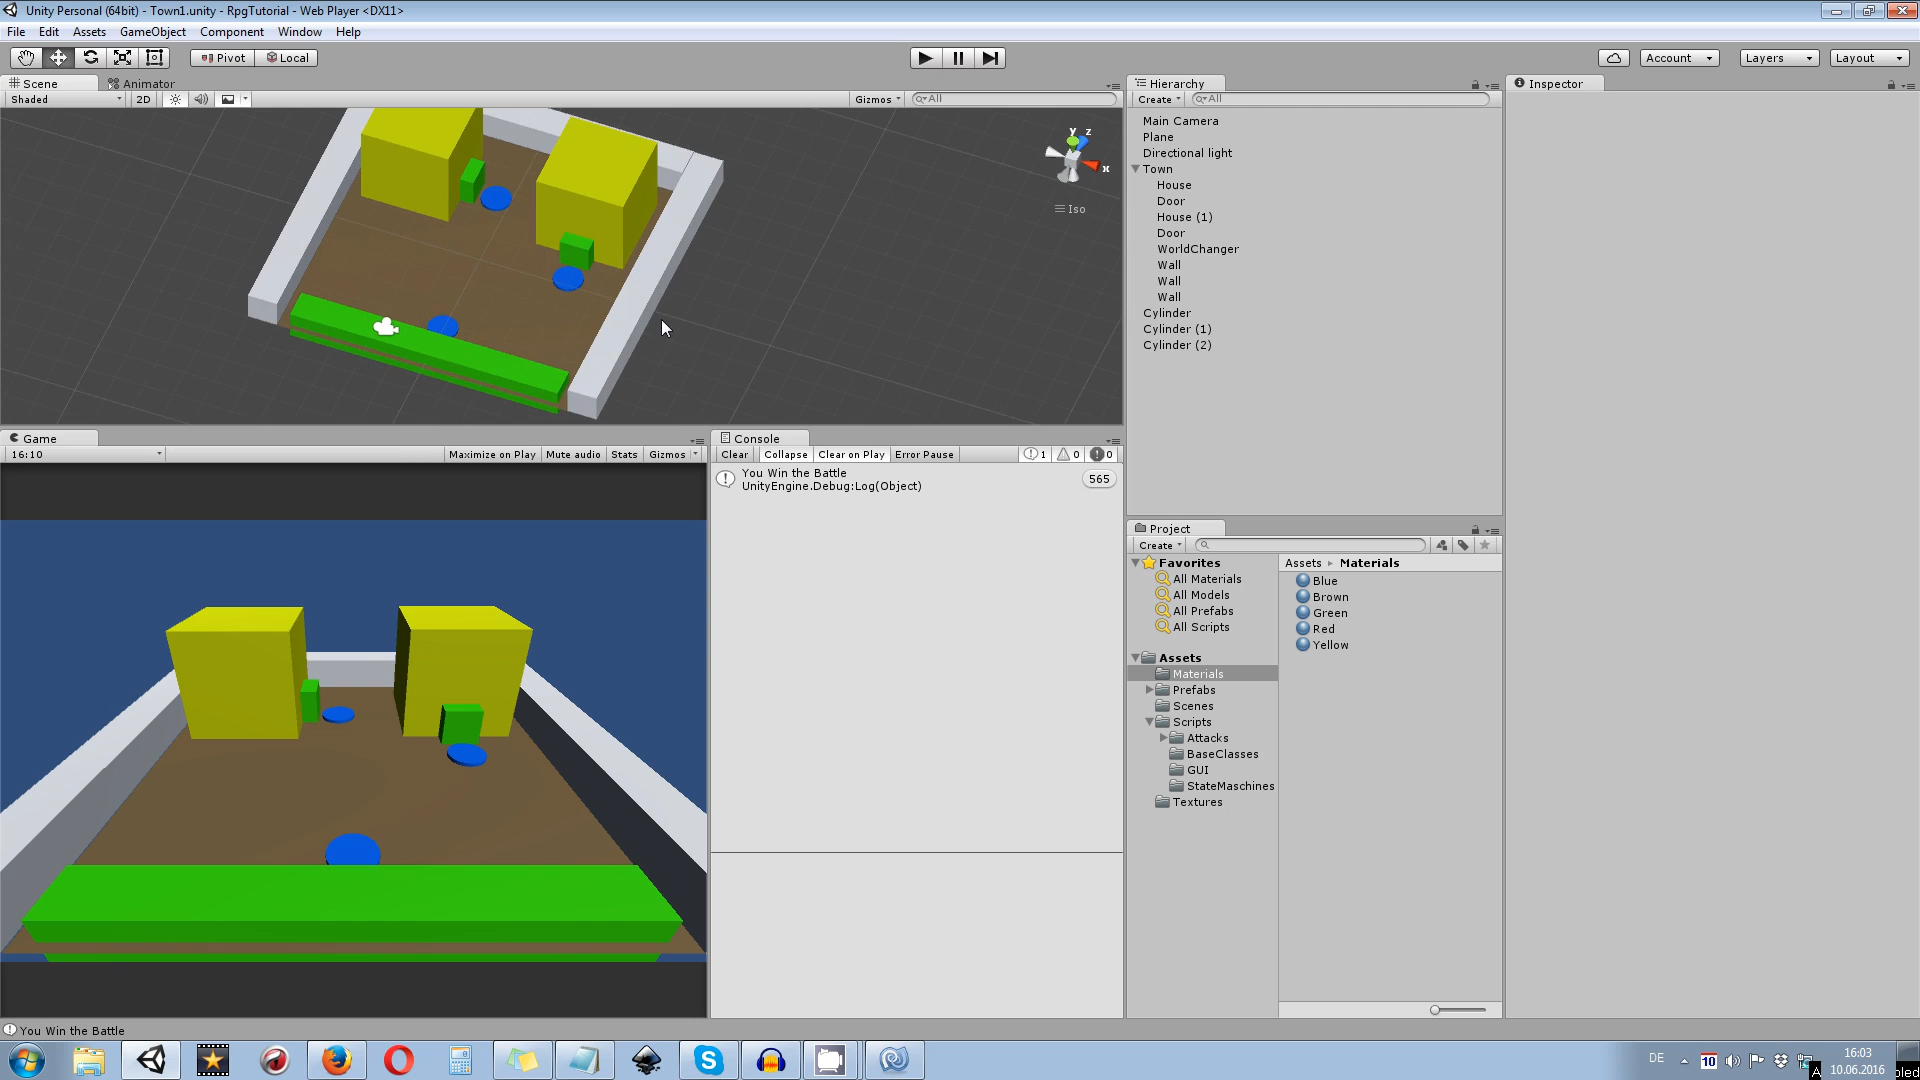 Unity Personal (64bit) - Town1.unity - RpgTutorial - Web Player <DX11>
File Edit Assets GameObject Component Window Help
Pivot Local Account Layers Layout
Scene Animator
Shaded 2D Gizmos All
y z
x
Iso
Hierarchy
Create All
Main Camera
Plane
Directional light
Town
House
Door
House (1)
Door
WorldChanger
Wall
Wall
Wall
Cylinder
Cylinder (1)
Cylinder (2)
Inspector
Game
16:10 Maximize on Play Mute audio Stats Gizmos
Console
Clear Collapse Clear on Play Error Pause 1 0 0
You Win the Battle
UnityEngine.Debug:Log(Object)
565
Project
Create
Favorites
All Materials
All Models
All Prefabs
All Scripts
Assets
Materials
Prefabs
Scenes
Scripts
Attacks
BaseClasses
GUI
StateMaschines
Textures
Assets Materials
Blue
Brown
Green
Red
Yellow
You Win the Battle
DE 10 16:03
10.06.2016